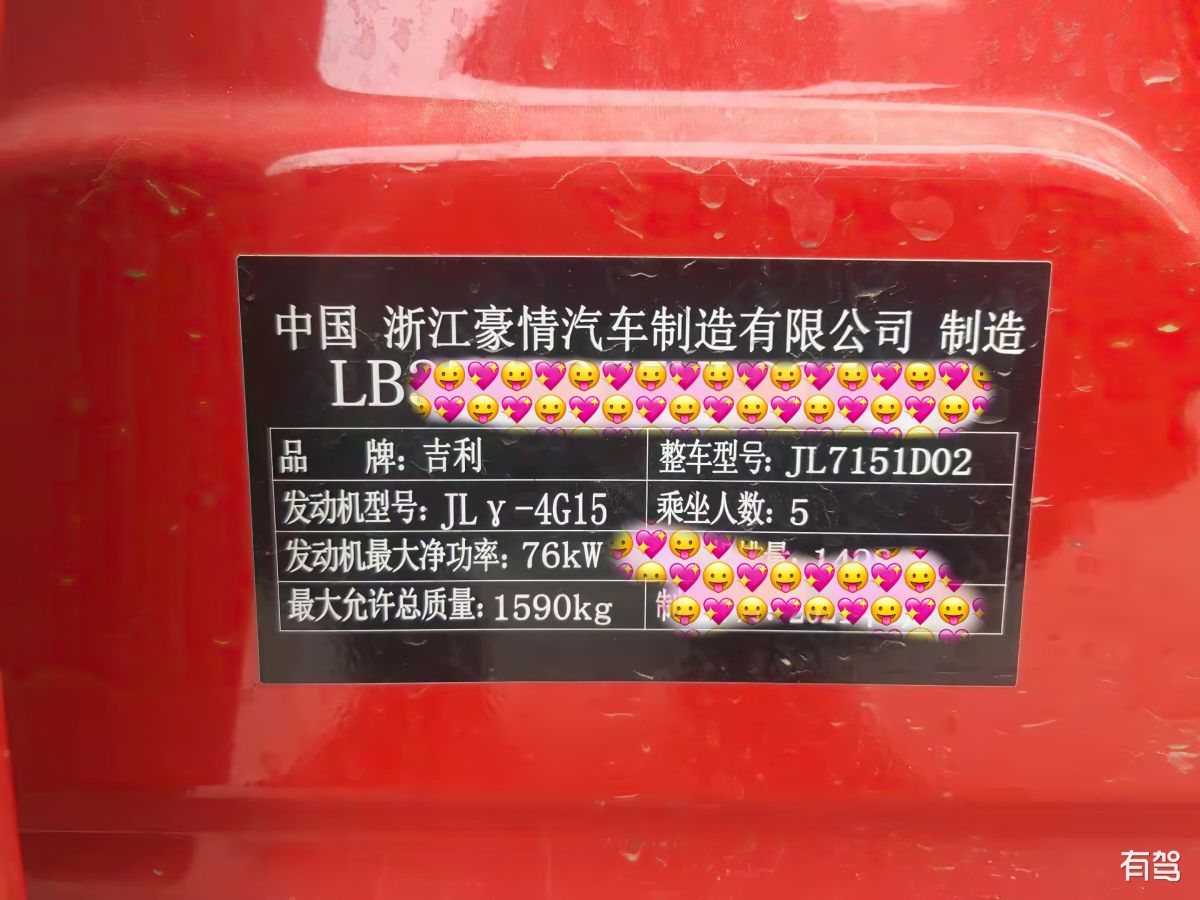 中国 浙江豪情汽车制造有限公司 制造
LB
品 牌：吉利 整车型号：JL7151D02
发动机型号：JLγ-4G15 乘坐人数：5
发动机最大净功率：76kW
最大允许总质量：1590kg 制
有驾